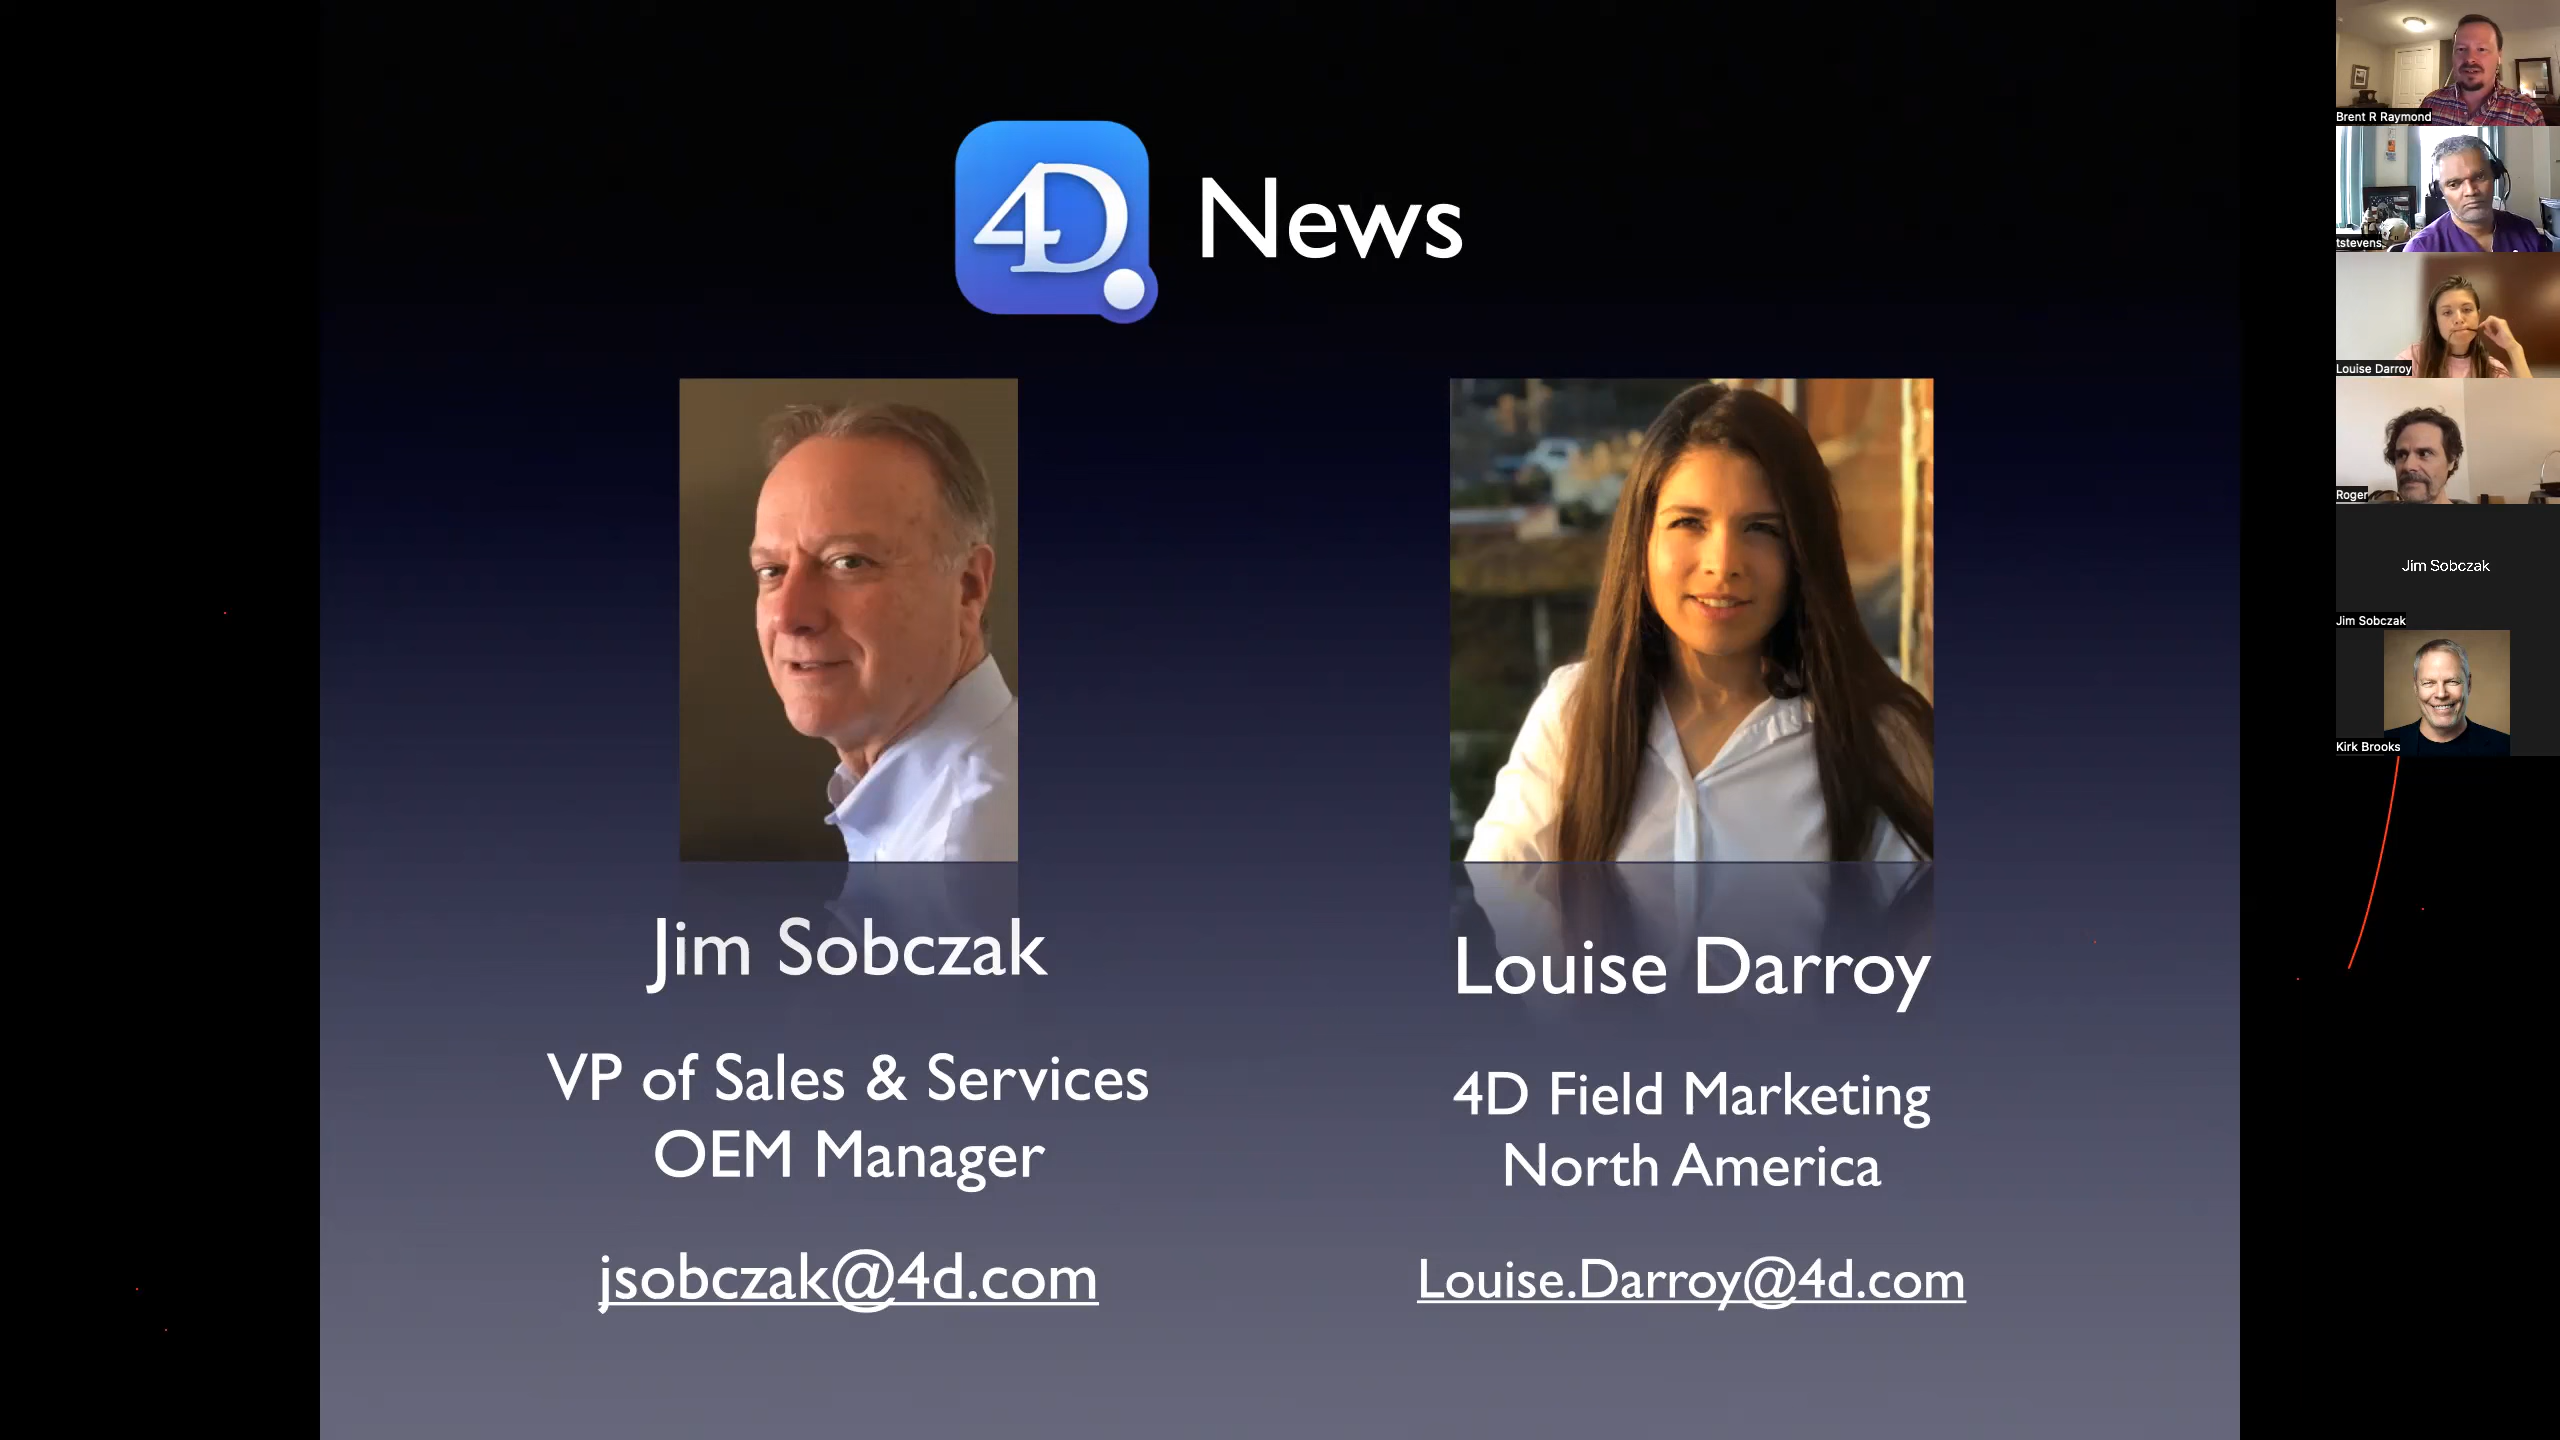 4D News
Jim Sobczak
VP of Sales & Services
OEM Manager
jsobczak@4d.com
Louise Darroy
4D Field Marketing
North America
Louise.Darroy@4d.com
Brent R Raymond
tstevens
Louise Darroy
Roger
Jim Sobczak
Jim Sobczak
Kirk Brooks